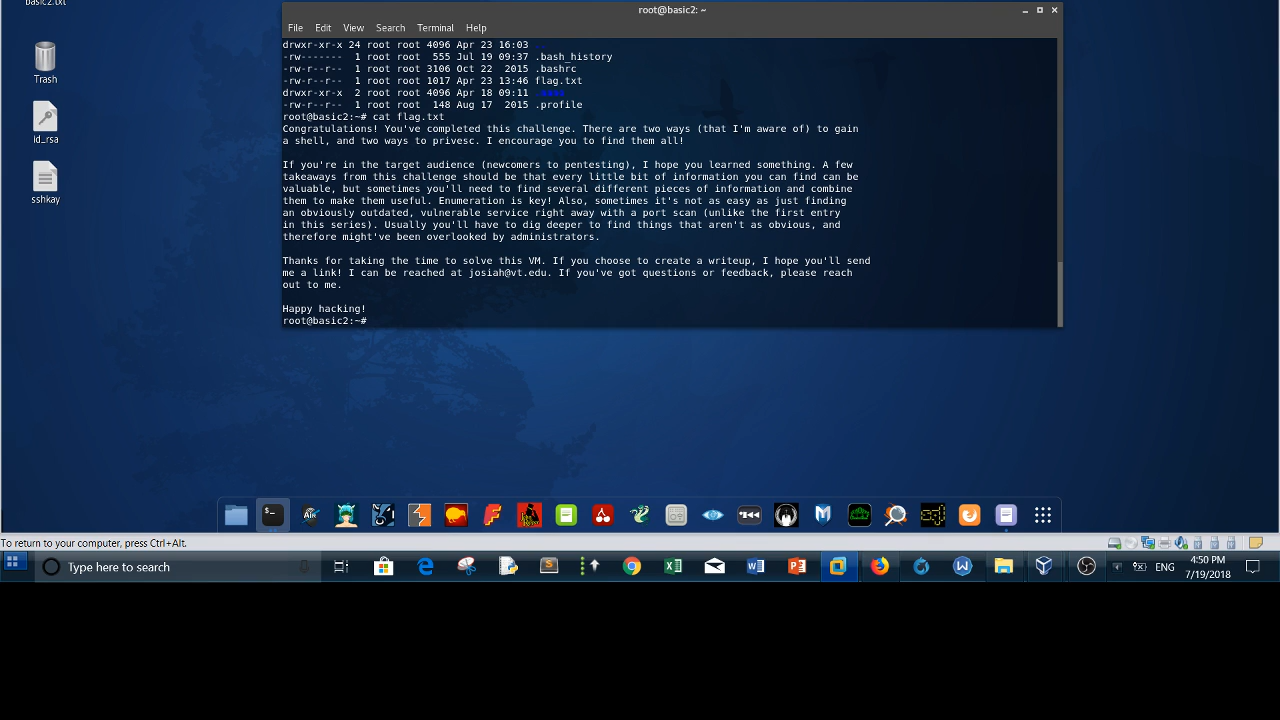 basic2.txt
root@basic2: ~
File Edit View Search Terminal Help
drwxr-xr-x 24 root root 4096 Apr 23 16:03 ..
-rw------- 1 root root 555 Jul 19 09:37 .bash_history
-rw-r--r-- 1 root root 3106 Oct 22 2015 .bashrc
-rw-r--r-- 1 root root 1017 Apr 23 13:46 flag.txt
drwxr-xr-x 2 root root 4096 Apr 18 09:11
-rw-r--r-- 1 root root 148 Aug 17 2015 .profile
root@basic2:~# cat flag.txt
Congratulations! You've completed this challenge. There are two ways (that I'm aware of) to gain
a shell, and two ways to privesc. I encourage you to find them all!
If you're in the target audience (newcomers to pentesting), I hope you learned something. A few
takeaways from this challenge should be that every little bit of information you can find can be
valuable, but sometimes you'll need to find several different pieces of information and combine
them to make them useful. Enumeration is key! Also, sometimes it's not as easy as just finding
an obviously outdated, vulnerable service right away with a port scan (unlike the first entry
in this series). Usually you'll have to dig deeper to find things that aren't as obvious, and
therefore might've been overlooked by administrators.
Thanks for taking the time to solve this VM. If you choose to create a writeup, I hope you'll send
me a link! I can be reached at josiah@vt.edu. If you've got questions or feedback, please reach
out to me.
Happy hacking!
root@basic2:~#
Trash
id_rsa
sshkay
To return to your computer, press Ctrl+Alt.
Type here to search
ENG
4:50 PM
7/19/2018